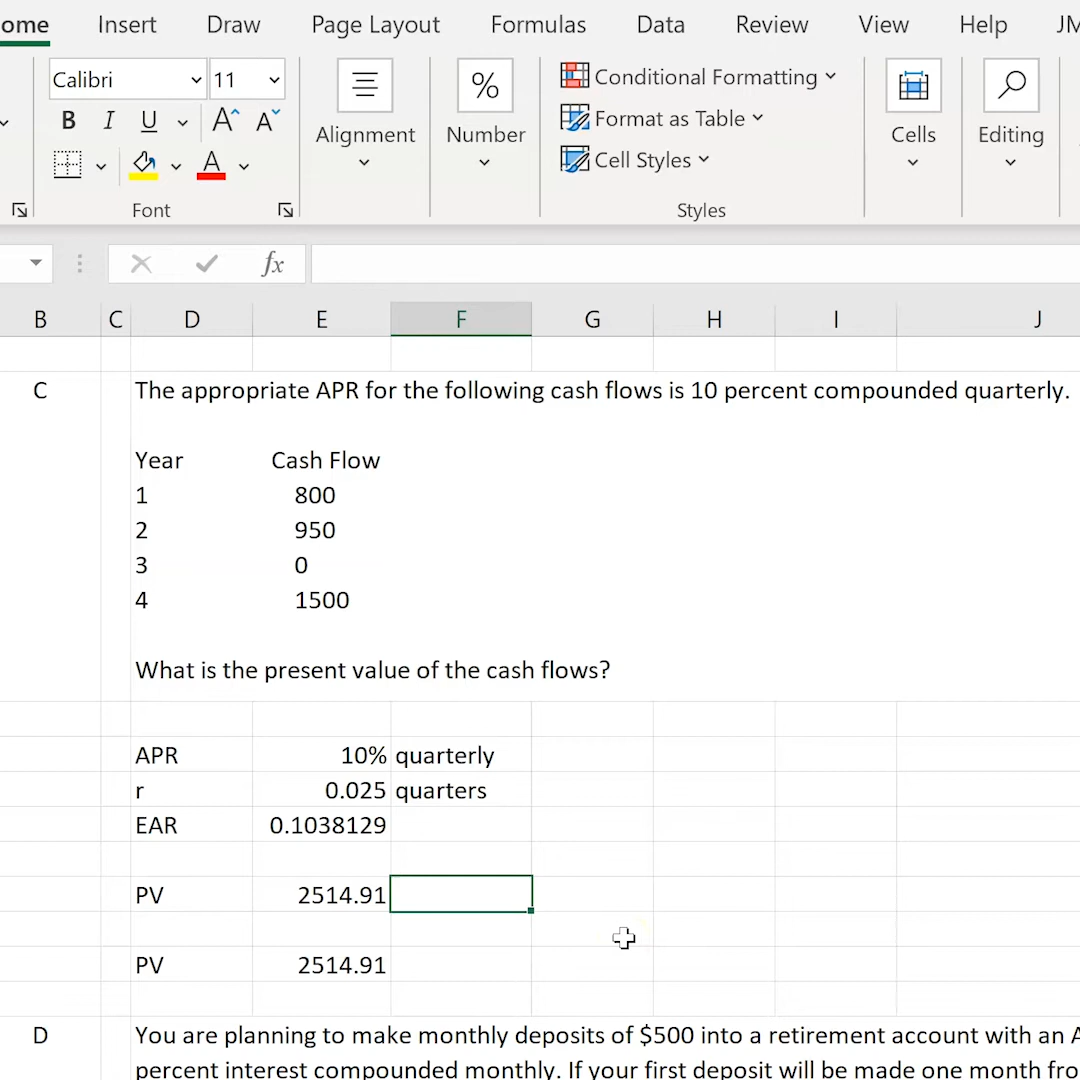 ome Insert Draw Page Layout Formulas Data Review View Help JM
Calibri 11 % Conditional Formatting
B I U A A Alignment Number Format as Table Cells Editing
A Cell Styles
Font Styles
fx
B C D E F G H I J
C The appropriate APR for the following cash flows is 10 percent compounded quarterly.
Year Cash Flow
1 800
2 950
3 0
4 1500
What is the present value of the cash flows?
APR 10% quarterly
r 0.025 quarters
EAR 0.1038129
PV 2514.91
PV 2514.91
D You are planning to make monthly deposits of $500 into a retirement account with an A
percent interest compounded monthly. If your first deposit will be made one month fro